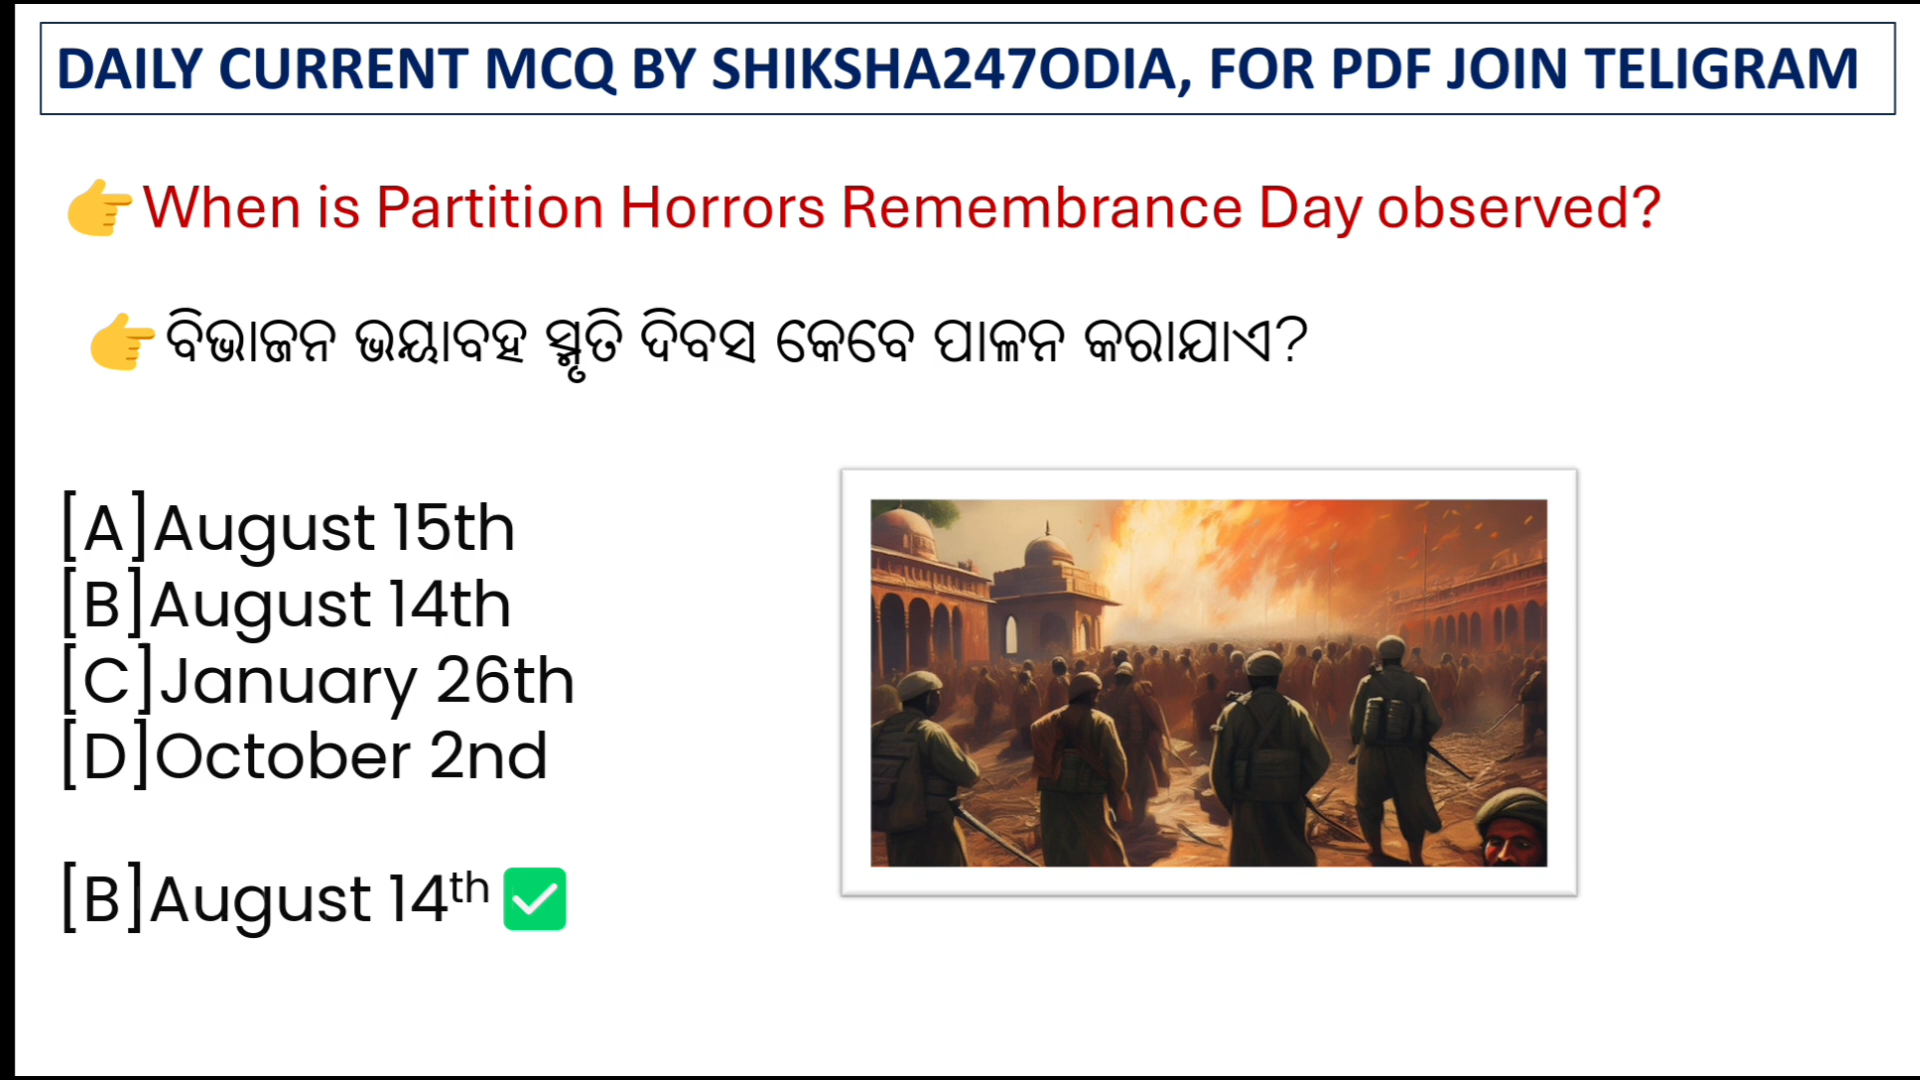 DAILY CURRENT MCQ BY SHIKSHA247ODIA, FOR PDF JOIN TELIGRAM
👉When is Partition Horrors Remembrance Day observed?
👉ବିଭାଜନ ଭୟାବହ ସ୍ମୃତି ଦିବସ କେବେ ପାଳନ କରାଯାଏ?
[A]August 15th
[B]August 14th
[C]January 26th
[D]October 2nd
[B]August 14th✅